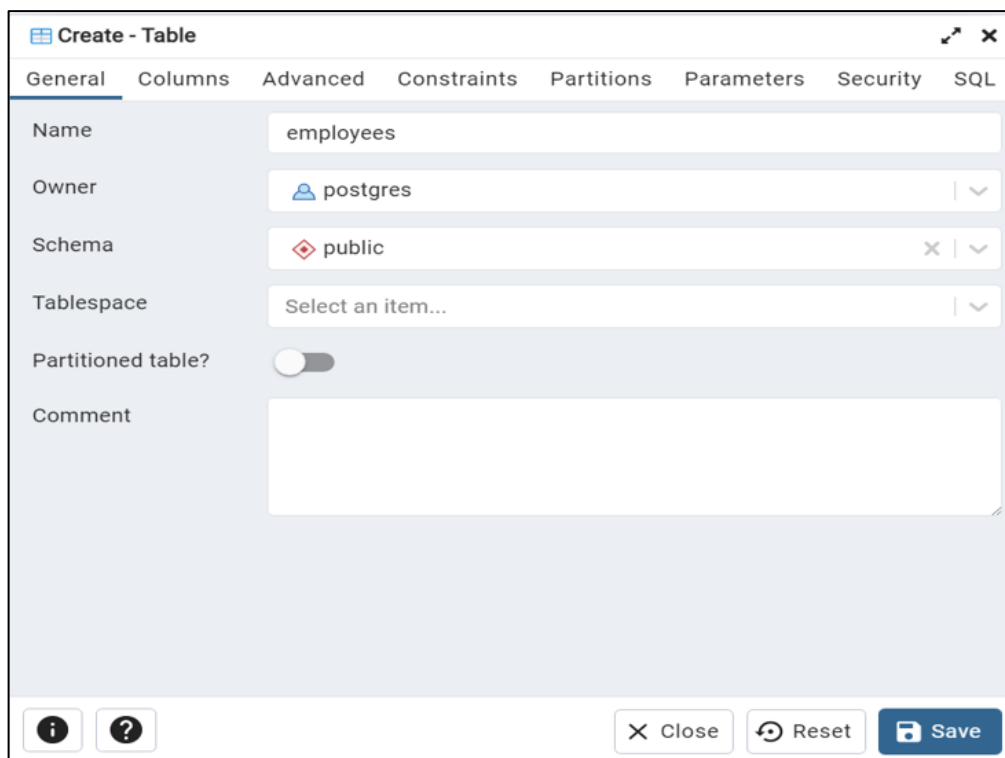 Create - Table
General Columns Advanced Constraints Partitions Parameters Security SQL
Name employees
Owner postgres
Schema public
Tablespace Select an item...
Partitioned table?
Comment
Close Reset Save